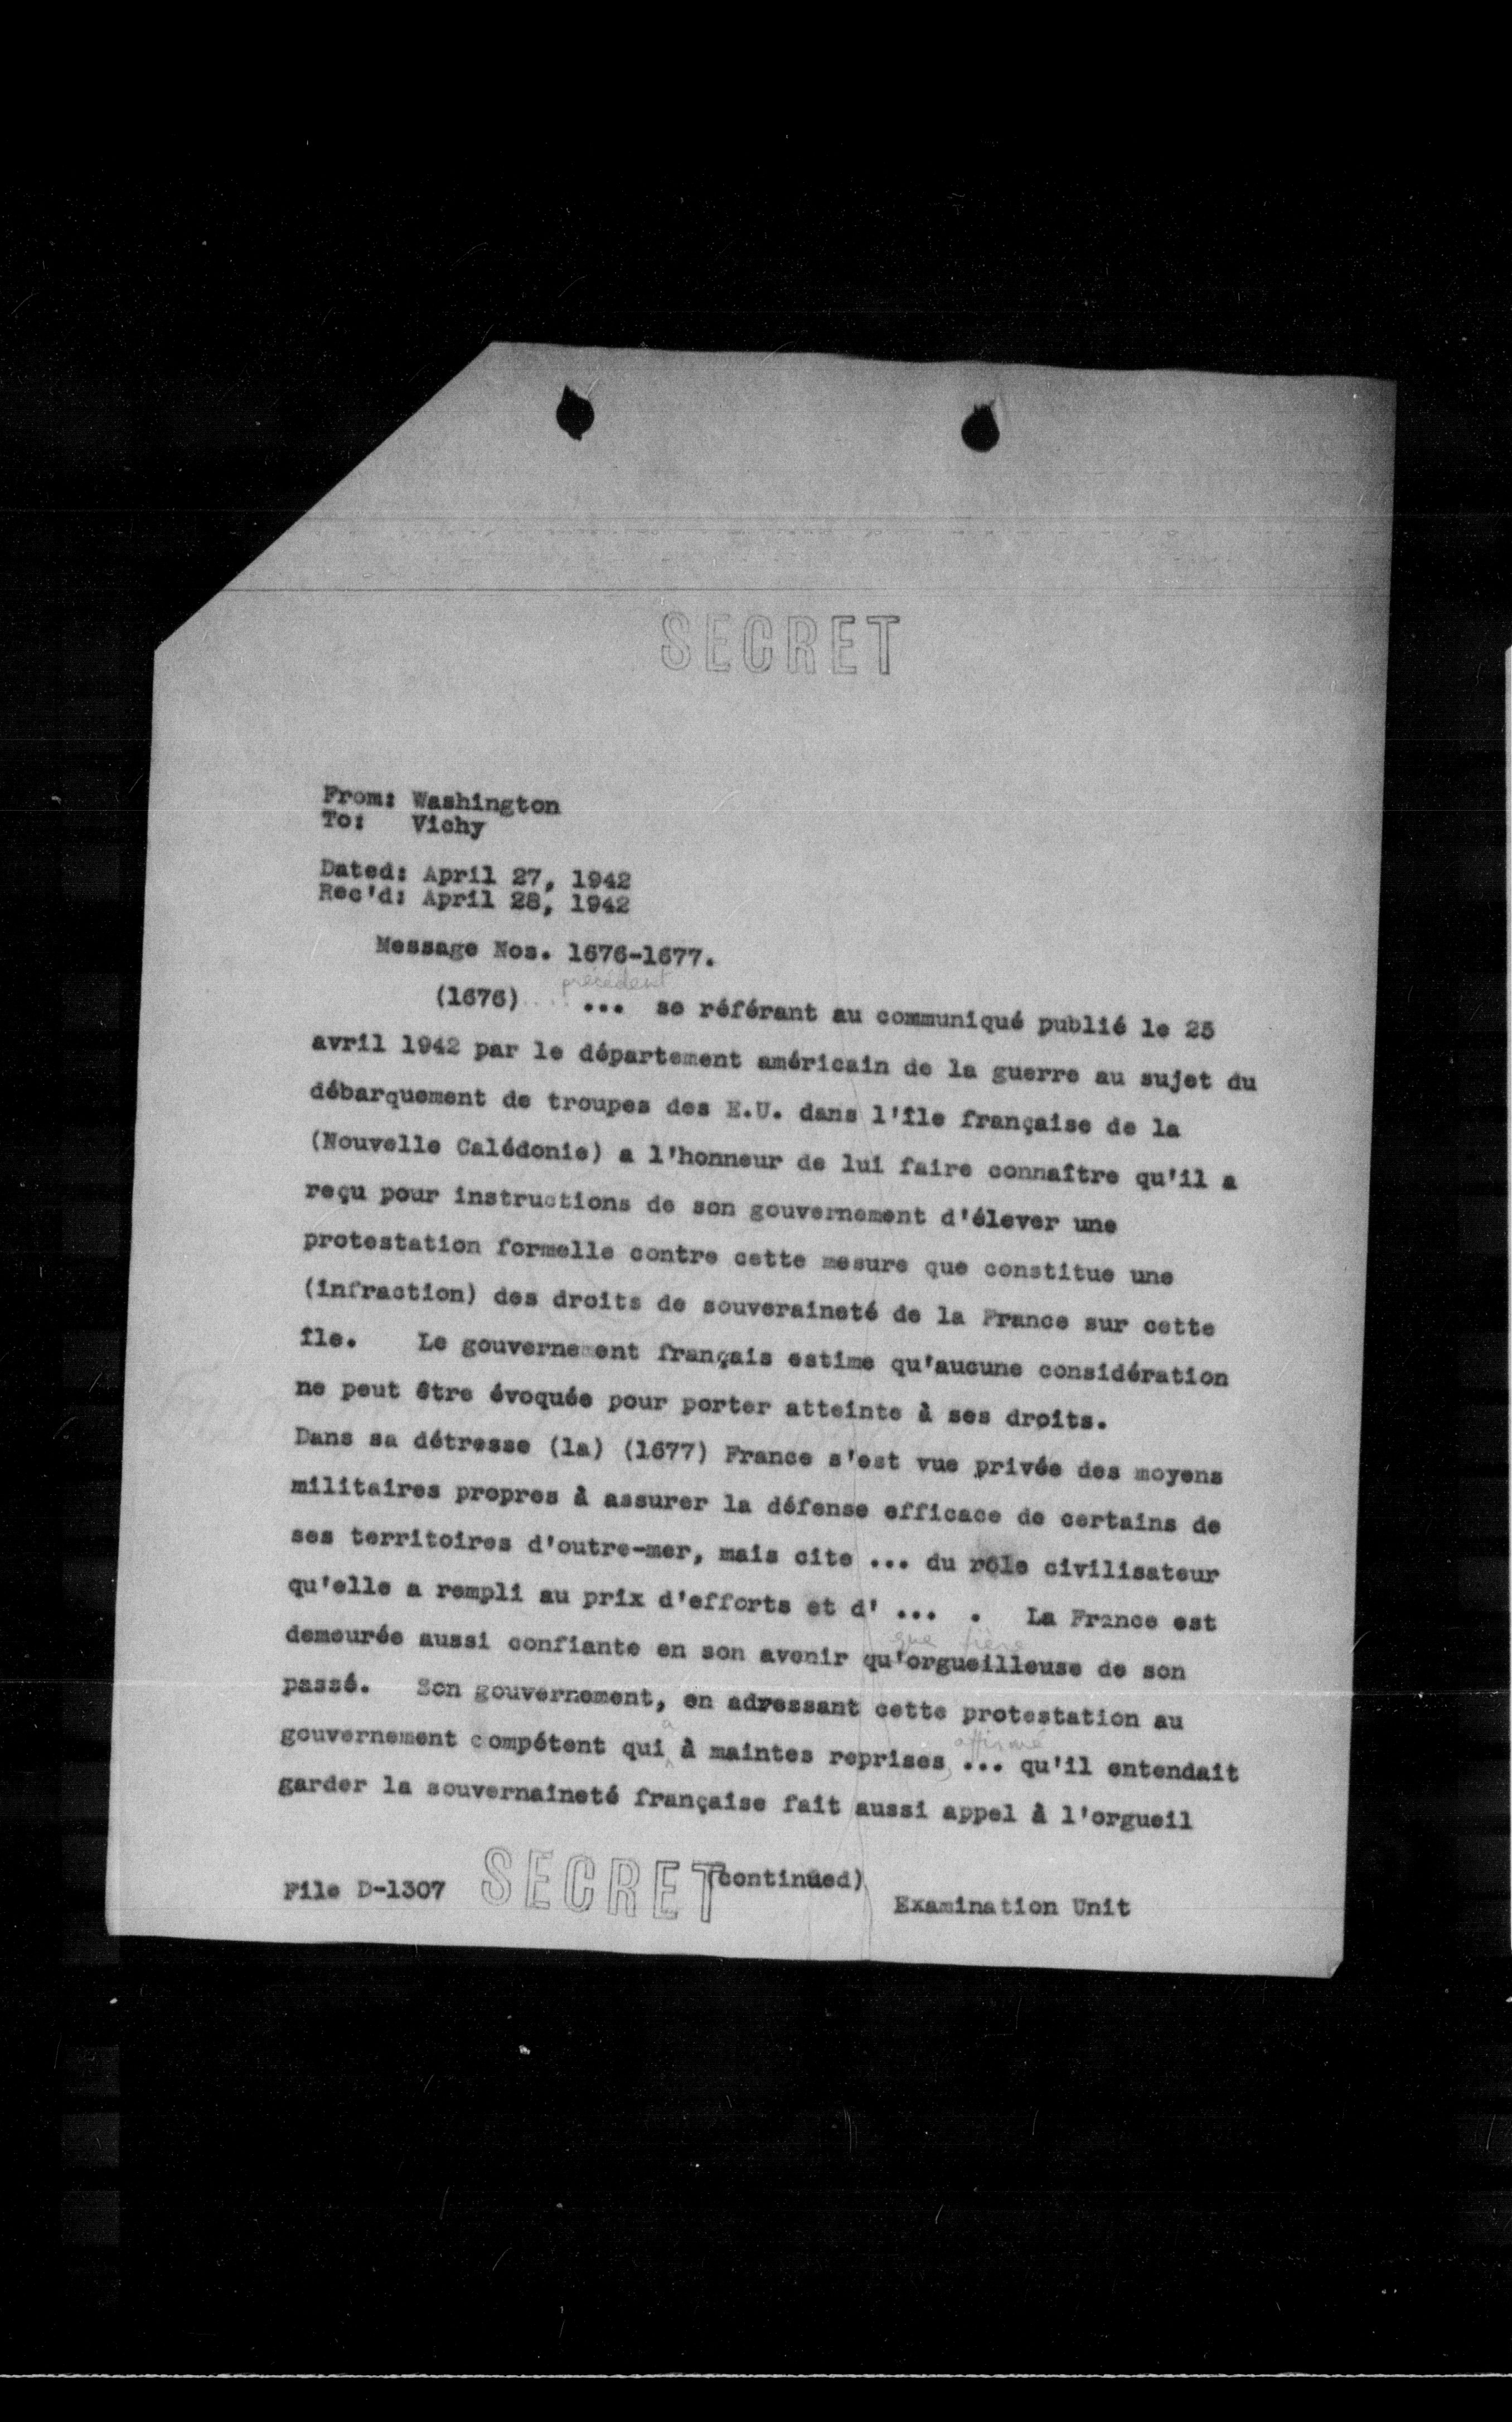 SECRET
From: Washington
To: Vichy
Dated: April 27, 1942
Rec'd: April 28, 1942
Message Nos. 1676-1677.
précédent
(1676) ... se référant au communiqué publié le 25
avril 1942 par le département américain de la guerre au sujet du
débarquement de troupes des E.U. dans l'île française de la
(Nouvelle Calédonie) a l'honneur de lui faire connaître qu'il a
reçu pour instructions de son gouvernement d'élever une
protestation formelle contre cette mesure que constitue une
(infraction) des droits de souveraineté de la France sur cette
île. Le gouvernement français estime qu'aucune considération
ne peut être évoquée pour porter atteinte à ses droits.
Dans sa détresse (la) (1677) France s'est vue privée des moyens
militaires propres à assurer la défense efficace de certains de
ses territoires d'outre-mer, mais cite ... du rôle civilisateur
qu'elle a rempli au prix d'efforts et d' ... . La France est
que fière
demeurée aussi confiante en son avenir qu'orgueilleuse de son
passé. Son gouvernement, en adressant cette protestation au
a affirmé
gouvernement compétent qui à maintes reprises, ... qu'il entendait
garder la souvernaineté française fait aussi appel à l'orgueil
File D-1307 SECRET (continued)
Examination Unit